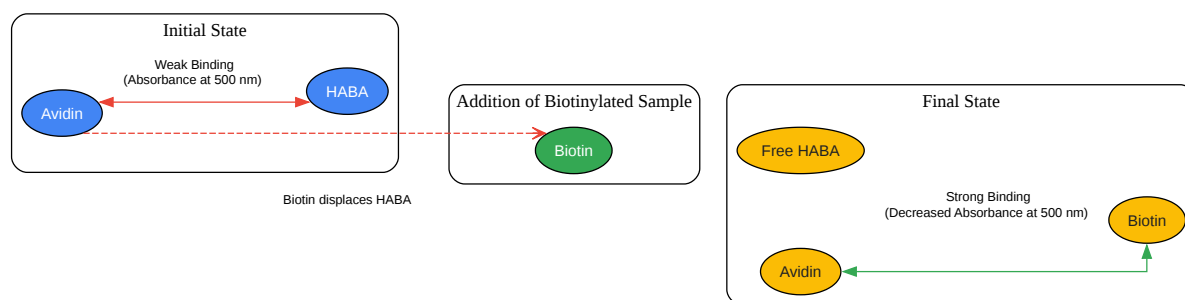 Initial State
Weak Binding
(Absorbance at 500 nm)
HABA
Avidin
Addition of Biotinylated Sample
Biotin
Biotin displaces HABA
Final State
Free HABA
Strong Binding
(Decreased Absorbance at 500 nm)
Biotin
Avidin